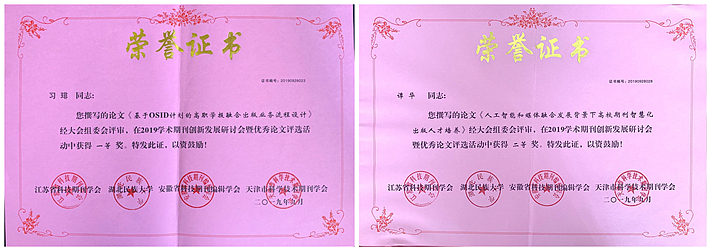 荣誉证书
证书编号：20190928023
习 珺 同志：
您撰写的论文《基于OSID计划的高职学报融合出版业务流程设计》
经大会组委会评审，在2019学术期刊创新发展研讨会暨优秀论文评选活
动中获得 一等 奖。特发此证，以资鼓励！
江苏省科技期刊学会 湖北民族大学 安徽省科技期刊编辑学会 天津市科学技术期刊学会
二〇一九年九月
荣誉证书
证书编号：20190928028
谭 华 同志：
您撰写的论文《人工智能和媒体融合发展背景下高校期刊智慧化
出版人才培养》经大会组委会评审，在2019学术期刊创新发展研讨会
暨优秀论文评选活动中获得 二等 奖。特发此证，以资鼓励！
江苏省科技期刊学会 湖北民族大学 安徽省科技期刊编辑学会 天津市科学技术期刊学会
二〇一九年九月